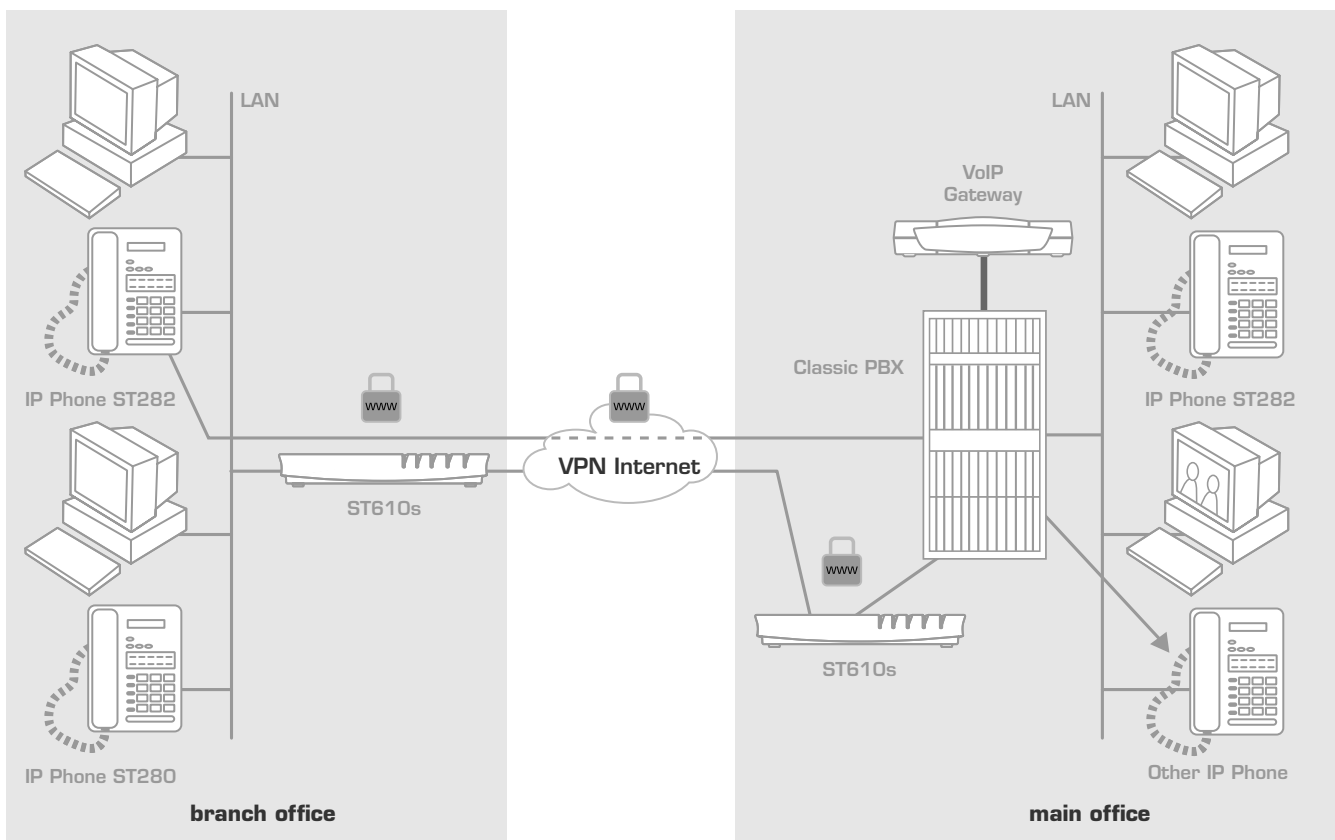 LAN
LAN
VoIP
Gateway
Classic PBX
IP Phone ST282
www
www
IP Phone ST282
VPN Internet
ST610s
www
ST610s
IP Phone ST280
Other IP Phone
branch office
main office